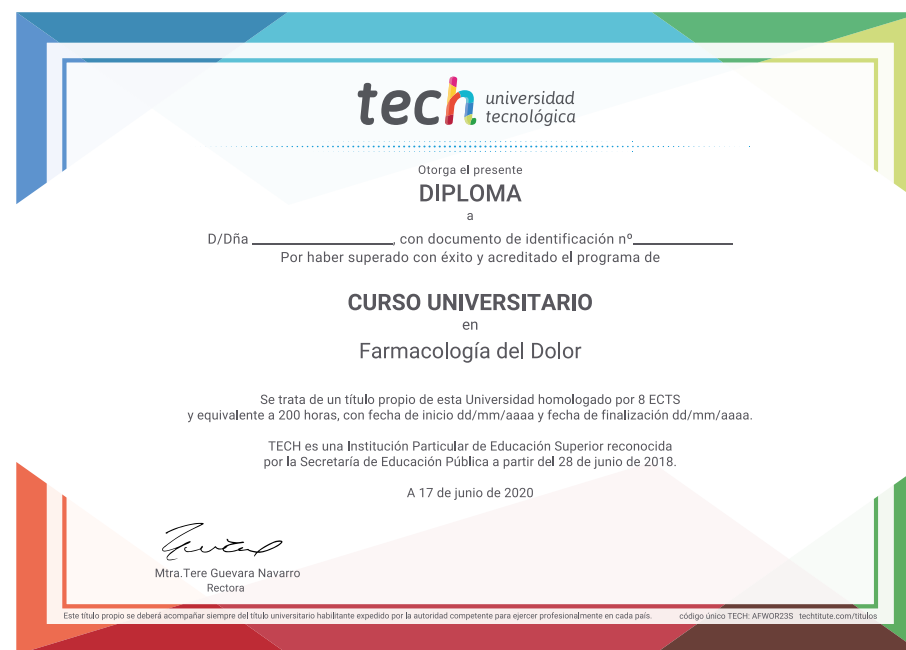 tech universidad
tecnológica
Otorga el presente
DIPLOMA
a
D/Dña ____________________, con documento de identificación nº______________
Por haber superado con éxito y acreditado el programa de
CURSO UNIVERSITARIO
en
Farmacología del Dolor
Se trata de un título propio de esta Universidad homologado por 8 ECTS
y equivalente a 200 horas, con fecha de inicio dd/mm/aaaa y fecha de finalización dd/mm/aaaa.
TECH es una Institución Particular de Educación Superior reconocida
por la Secretaría de Educación Pública a partir del 28 de junio de 2018.
A 17 de junio de 2020
Mtra.Tere Guevara Navarro
Rectora
Este título propio se deberá acompañar siempre del título universitario habilitante expedido por la autoridad competente para ejercer profesionalmente en cada país. código único TECH: AFWOR23S techtitute.com/titulos